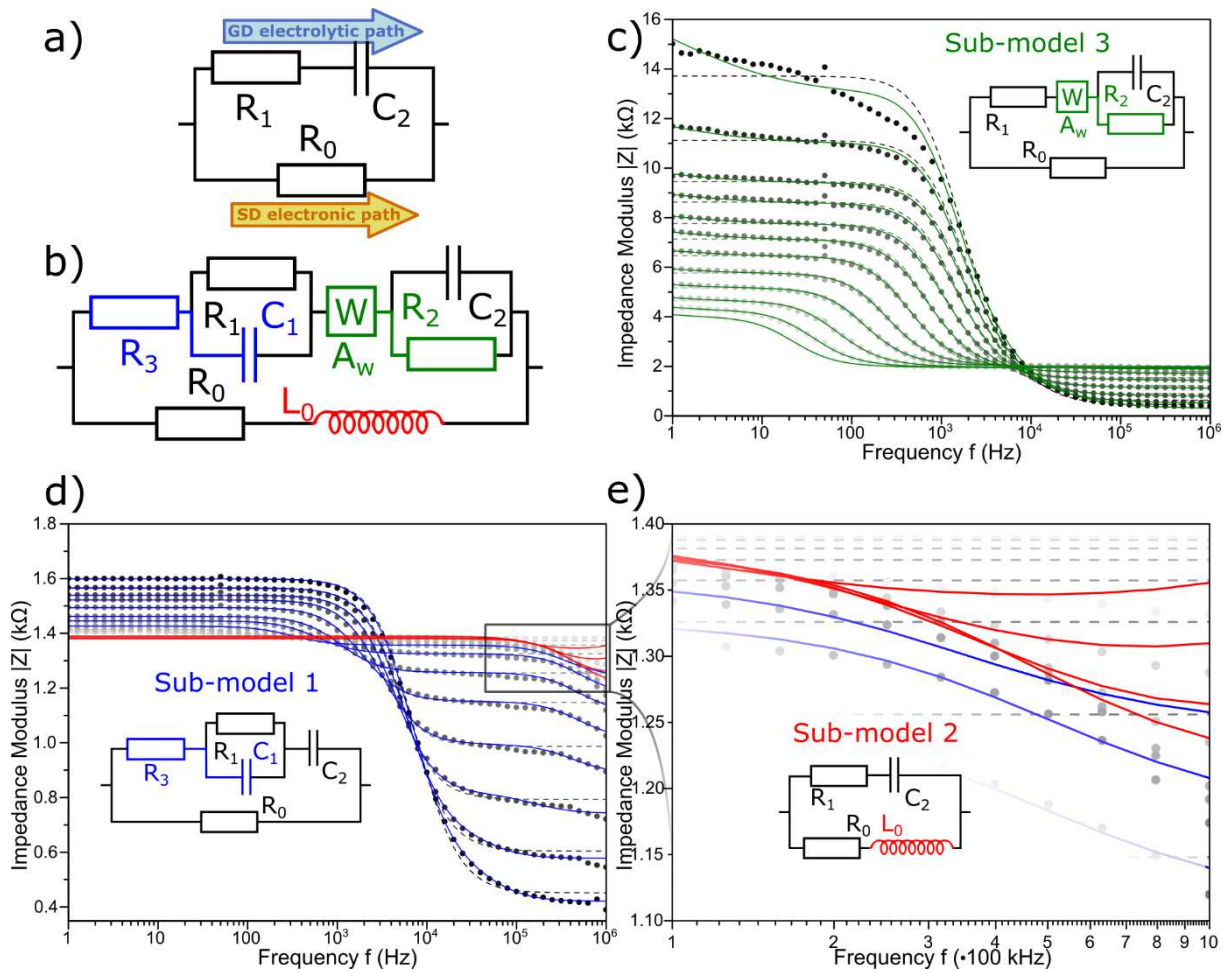 a)
GD electrolytic path
R1
C2
R0
SD electronic path
b)
R3
R1
C1
W
Aw
R2
C2
R0
L0
c)
Sub-model 3
R1
W
Aw
R2
C2
R0
Impedance Modulus |Z| (kΩ)
16
14
12
10
8
6
4
2
0
1
10
100
10³
10⁴
10⁵
10⁶
Frequency f (Hz)
d)
Sub-model 1
R3
R1
C1
C2
R0
Impedance Modulus |Z| (kΩ)
1.8
1.6
1.4
1.2
1.0
0.8
0.6
0.4
1
10
100
10³
10⁴
10⁵
10⁶
Frequency f (Hz)
e)
Sub-model 2
R1
C2
R0
L0
Impedance Modulus |Z| (kΩ)
1.40
1.35
1.30
1.25
1.20
1.15
1.10
1
2
3
4
5
6
7
8
9
10
Frequency f (·100 kHz)